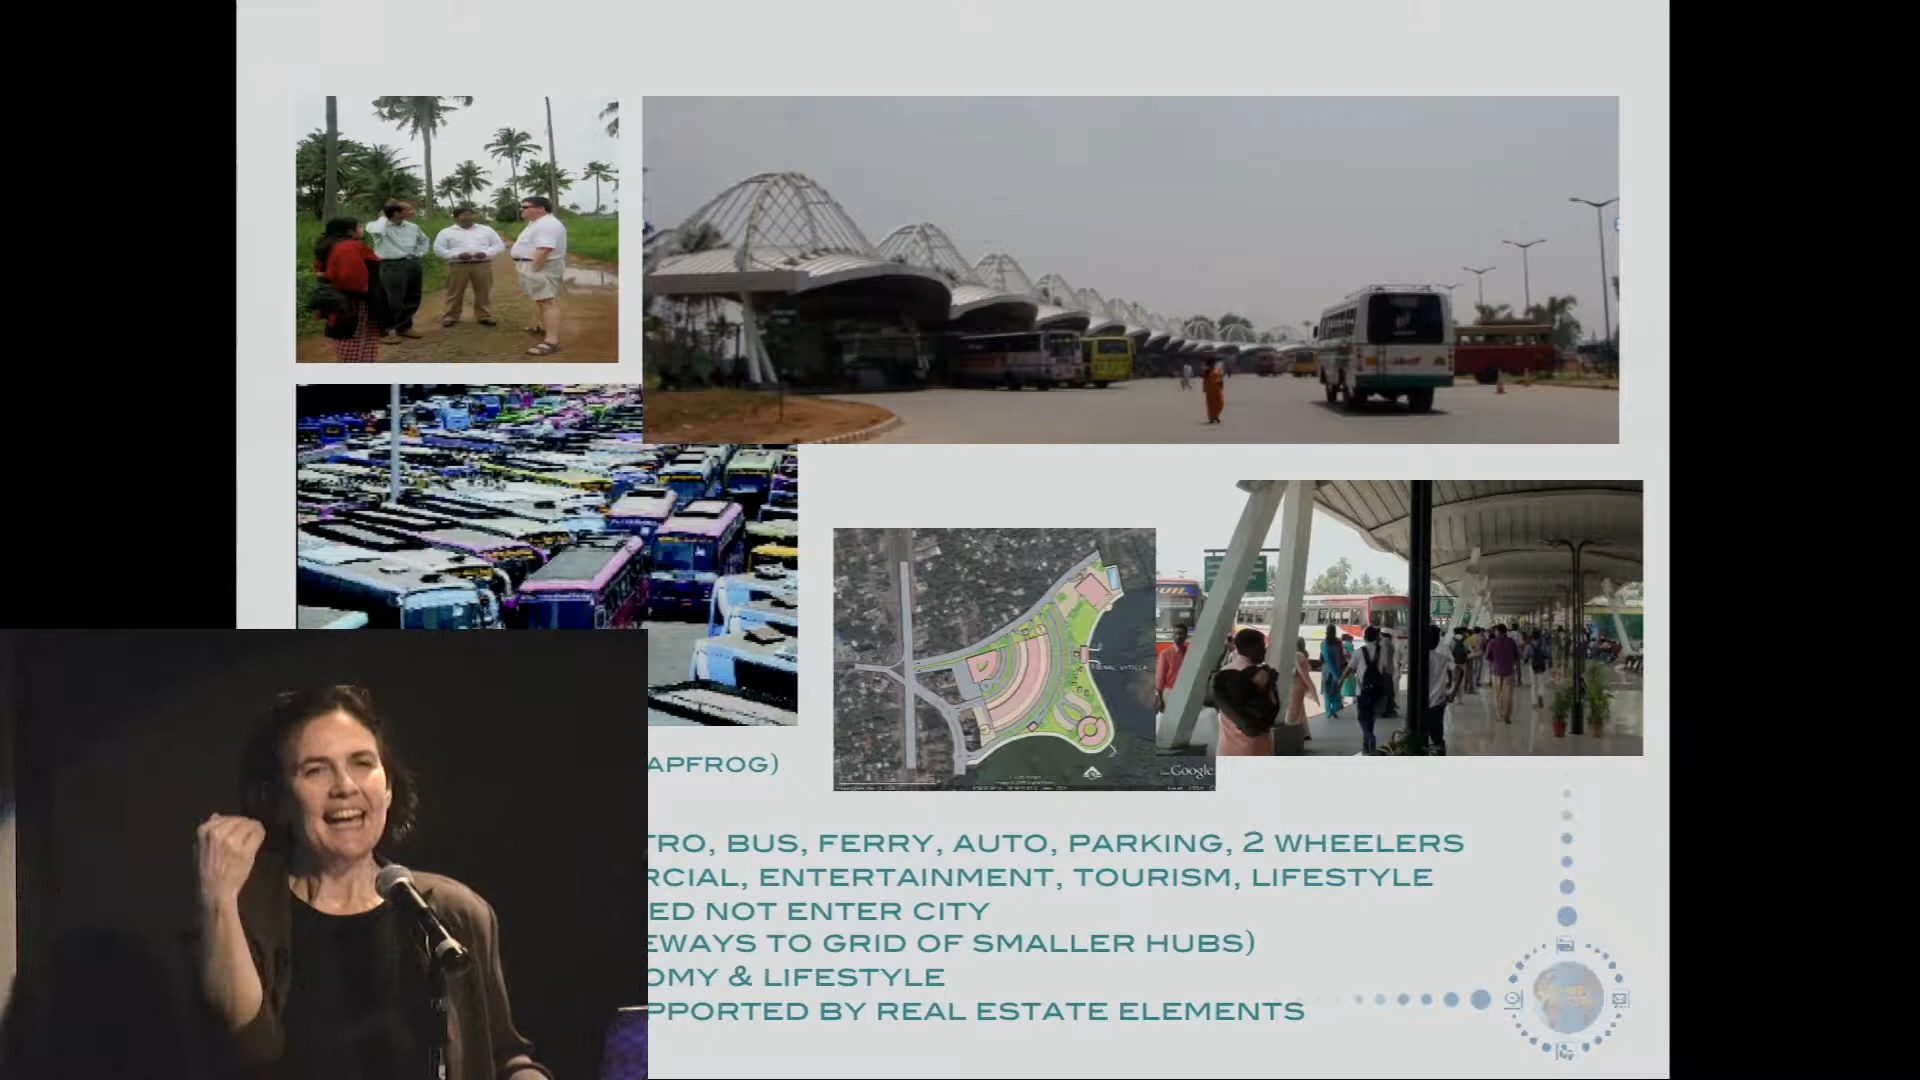 Google
APFROG)
TRO, BUS, FERRY, AUTO, PARKING, 2 WHEELERS
RCIAL, ENTERTAINMENT, TOURISM, LIFESTYLE
ED NOT ENTER CITY
EWAYS TO GRID OF SMALLER HUBS)
OMY & LIFESTYLE
PPORTED BY REAL ESTATE ELEMENTS